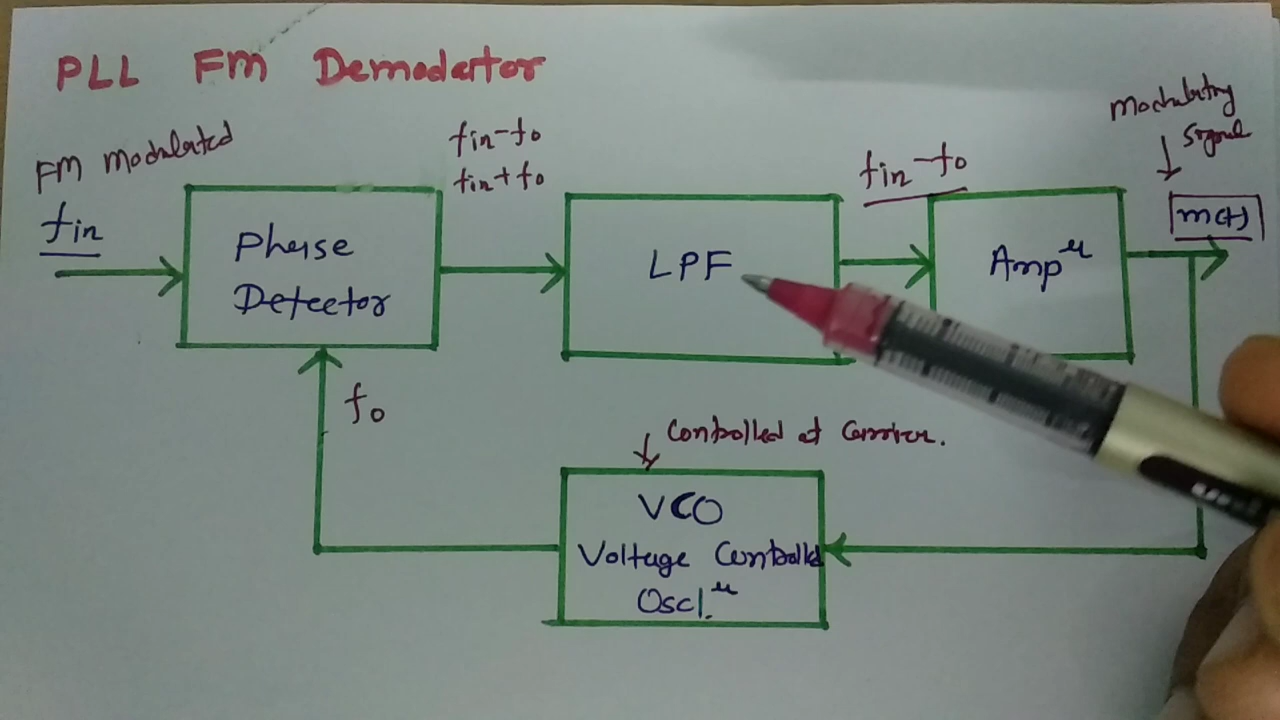 PLL FM Demodertor
FM modulated
fin
fin-fo
fin+fo
Phase
Detector
LPF
fin-fo
Ampr
modulating
signal
m(t)
fo
Controlled at Carrier.
VCO
Voltage Controlled
Oscl.r